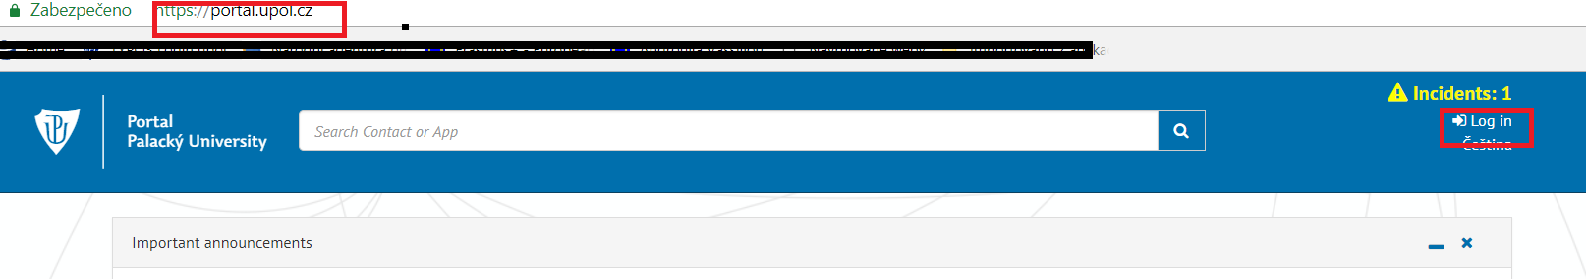 Zabezpečeno https://portal.upol.cz
Incidents: 1
Portal
Palacký University
Search Contact or App
Log in
Čeština
Important announcements